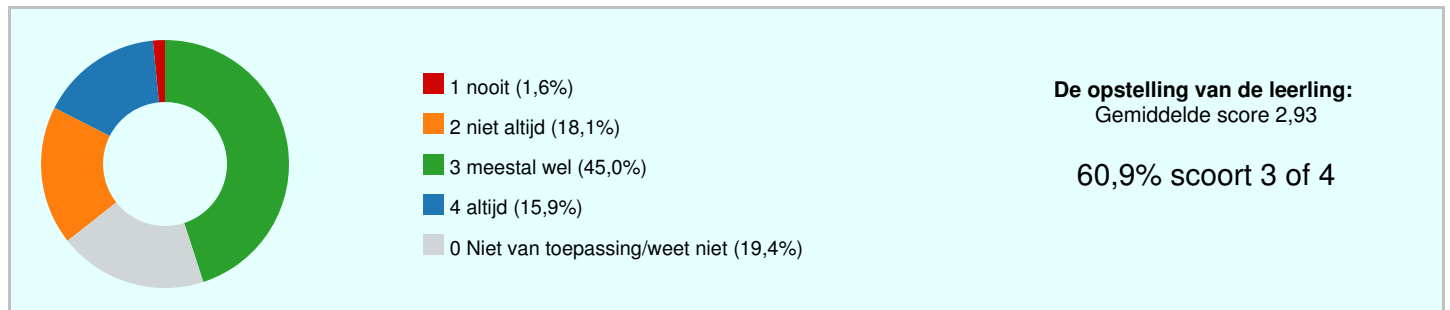 1 nooit (1,6%)
2 niet altijd (18,1%)
3 meestal wel (45,0%)
4 altijd (15,9%)
0 Niet van toepassing/weet niet (19,4%)
De opstelling van de leerling:
Gemiddelde score 2,93
60,9% scoort 3 of 4